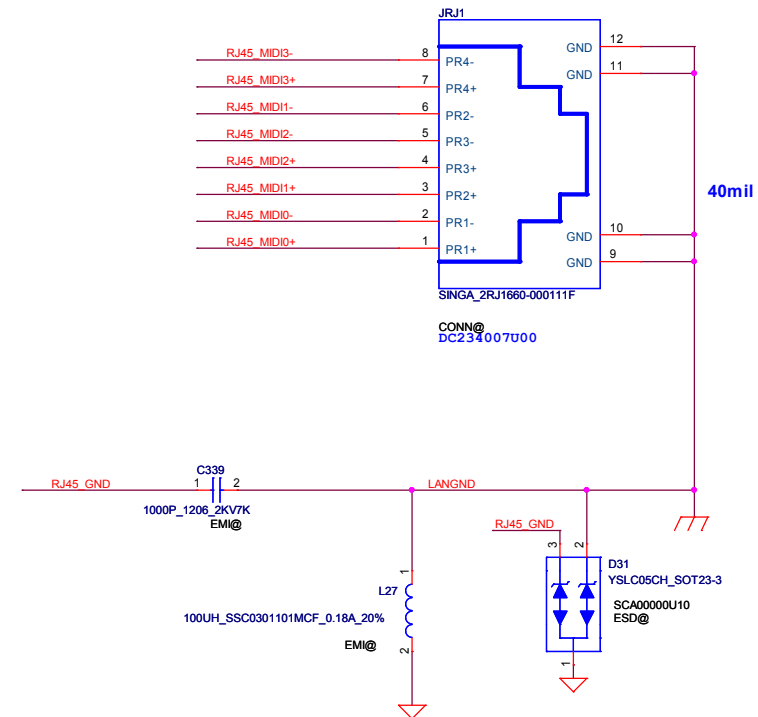 JRJ1
RJ45_MIDI3- 8 PR4- GND 12
RJ45_MIDI3+ 7 PR4+ GND 11
RJ45_MIDI1- 6 PR2-
RJ45_MIDI2- 5 PR3-
RJ45_MIDI2+ 4 PR3+
RJ45_MIDI1+ 3 PR2+
40mil
RJ45_MIDI0- 2 PR1- GND 10
RJ45_MIDI0+ 1 PR1+ GND 9
SINGA_2RJ1660-000111F
CONN@
DC234007U00
C339
RJ45_GND 1 2 LANGND
1000P_1206_2KV7K
EMI@
RJ45_GND
3 2
D31
YSLC05CH_SOT23-3
SCA00000U10
ESD@
1
1
L27
100UH_SSC0301101MCF_0.18A_20%
EMI@
2